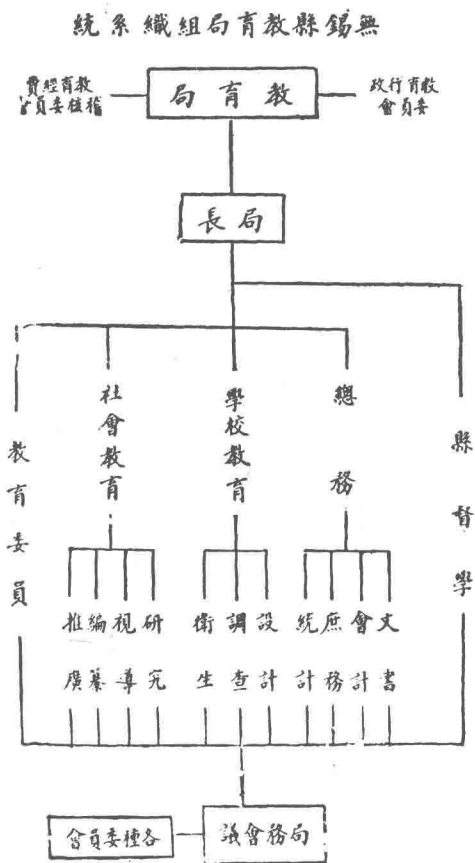 無錫縣教育局組織系統
教育局
教育行政
委員會
教育經費
稽核委員會
局長
縣督學
總務
學校教育
社會教育
教育委員
文書
會計
庶務
統計
設計
調查
衛生
研究
視導
編纂
推廣
局務會議
各種委員會